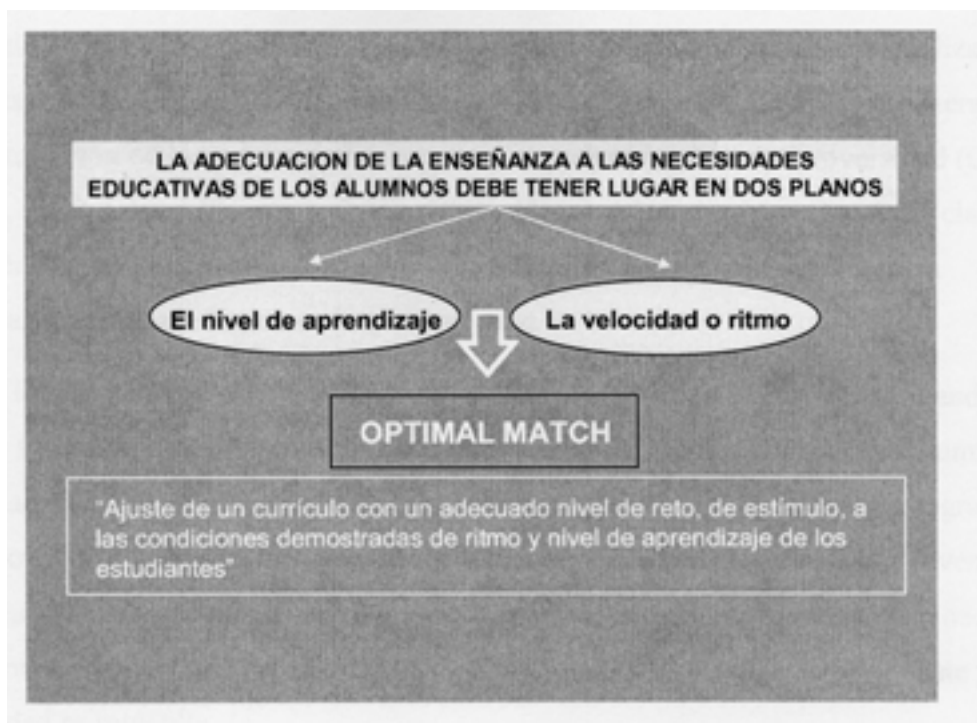 LA ADECUACION DE LA ENSEÑANZA A LAS NECESIDADES
EDUCATIVAS DE LOS ALUMNOS DEBE TENER LUGAR EN DOS PLANOS
El nivel de aprendizaje
La velocidad o ritmo
OPTIMAL MATCH
"Ajuste de un currículo con un adecuado nivel de reto, de estímulo, a
las condiciones demostradas de ritmo y nivel de aprendizaje de los
estudiantes"